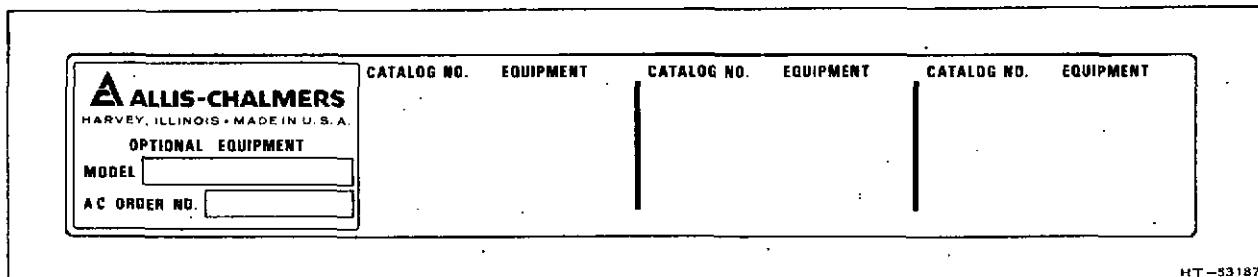 CATALOG NO. EQUIPMENT CATALOG NO. EQUIPMENT CATALOG NO. EQUIPMENT
ALLIS-CHALMERS
HARVEY, ILLINOIS • MADE IN U.S.A.
OPTIONAL EQUIPMENT
MODEL
AC ORDER NO.
HT-53187